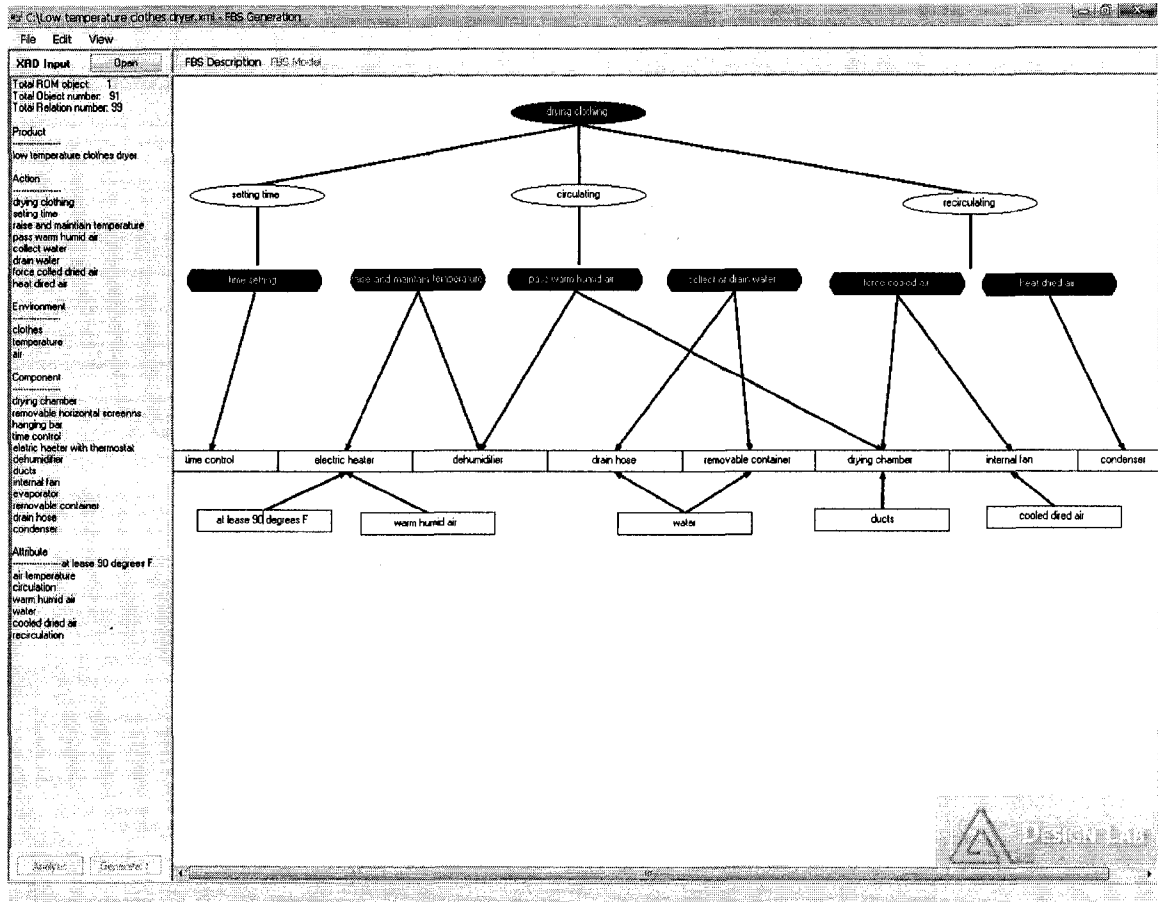 C:\Low temperature clothes dryer.xml - FBS Generation
File Edit View
XRD Input Open
FBS Description FBS Model
Total ROM object: 1
Total Object number: 91
Total Relation number: 99
Product
low temperature clothes dryer
Action
drying clothing
seting time
raise and maintiain temperature
pass warm humid air
collect water
drain water
force colled dried air
heat dired air
Environment
clothes
temperature
air
Component
drying chamber
removable horizontal screenns
hanging bar
time control
eletric haeter with thermostat
dehumidifier
ducts
internal fan
evaporator
removable container
drain hose
condenser
Attribute
at lease 90 degrees F
air temperature
circulation
warm humid air
water
cooled dried air
recirculation
drying clothing
setting time
circulating
recirculating
time setting
raise and maintain temperature
pass warm humid air
collect or drain water
force cooled air
heat dried air
time control
electric heater
dehumidifier
drain hose
removable container
drying chamber
internal fan
condenser
at lease 90 degrees F
warm humid air
water
ducts
cooled dired air
DESIGN LAB
Analyze
Generate